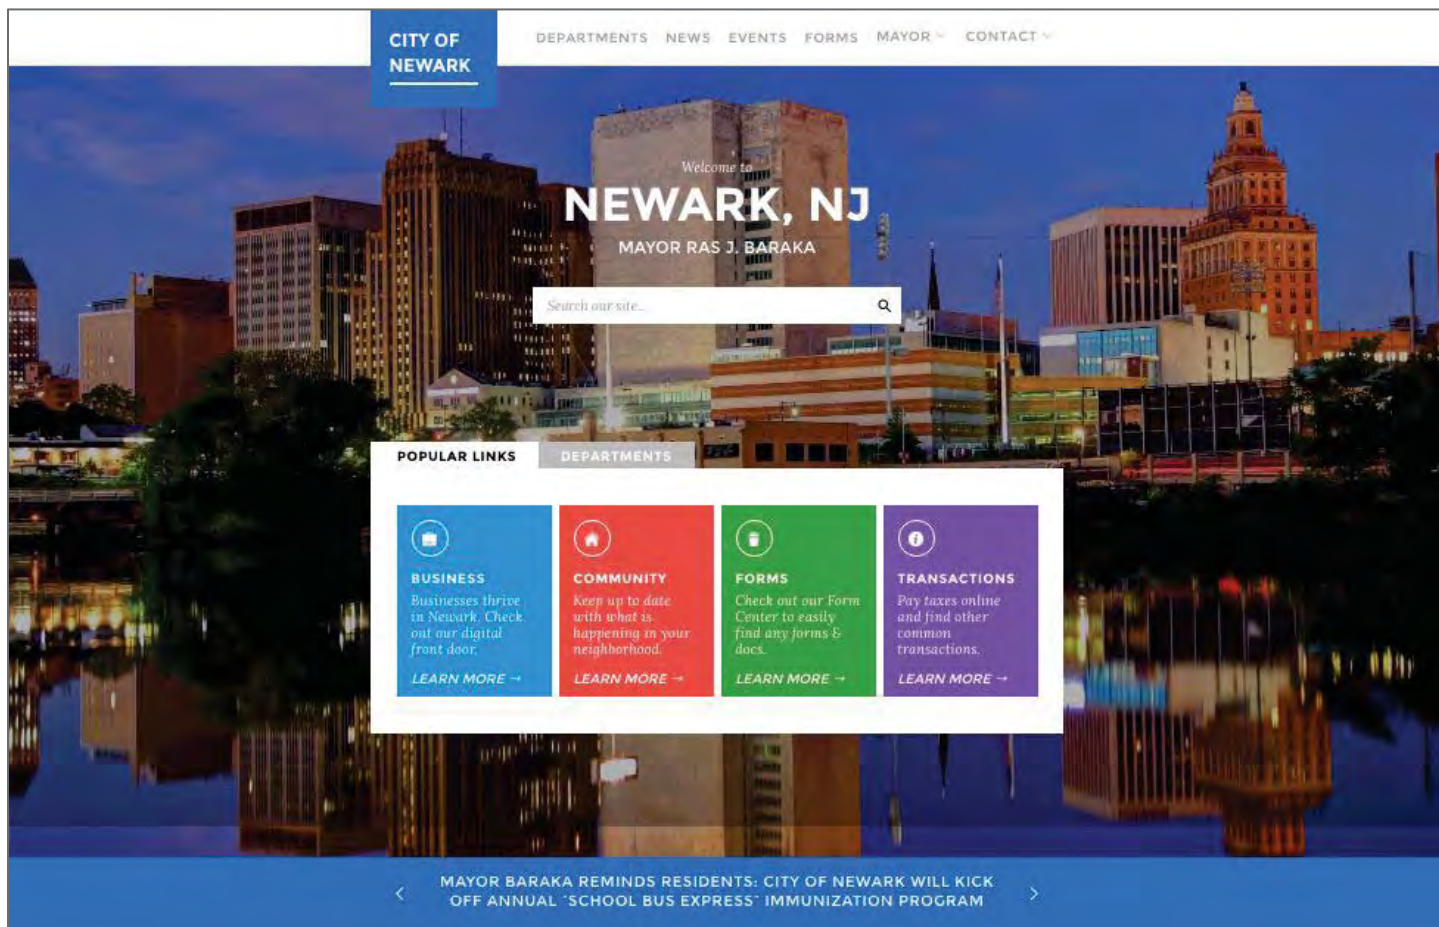 CITY OF
NEWARK
DEPARTMENTS NEWS EVENTS FORMS MAYOR CONTACT
Welcome to
NEWARK, NJ
MAYOR RAS J. BARAKA
Search our site...
POPULAR LINKS DEPARTMENTS
BUSINESS
Businesses thrive
in Newark. Check
out our digital
front door.
LEARN MORE →
COMMUNITY
Keep up to date
with what is
happening in your
neighborhood.
LEARN MORE →
FORMS
Check out our Form
Center to easily
find any forms &
docs.
LEARN MORE →
TRANSACTIONS
Pay taxes online
and find other
common
transactions.
LEARN MORE →
MAYOR BARAKA REMINDS RESIDENTS: CITY OF NEWARK WILL KICK
OFF ANNUAL "SCHOOL BUS EXPRESS" IMMUNIZATION PROGRAM